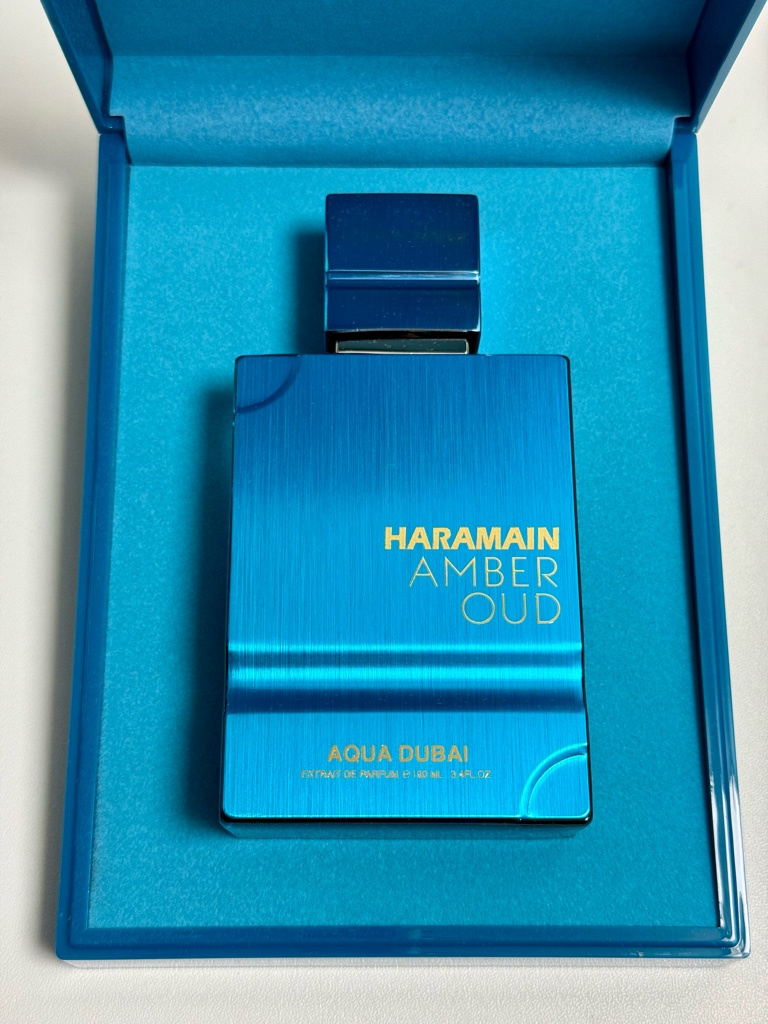 HARAMAIN
AMBER
OUD
AQUA DUBAI
EXTRAIT DE PARFUM ℮ 100 ML 3.4FL.OZ